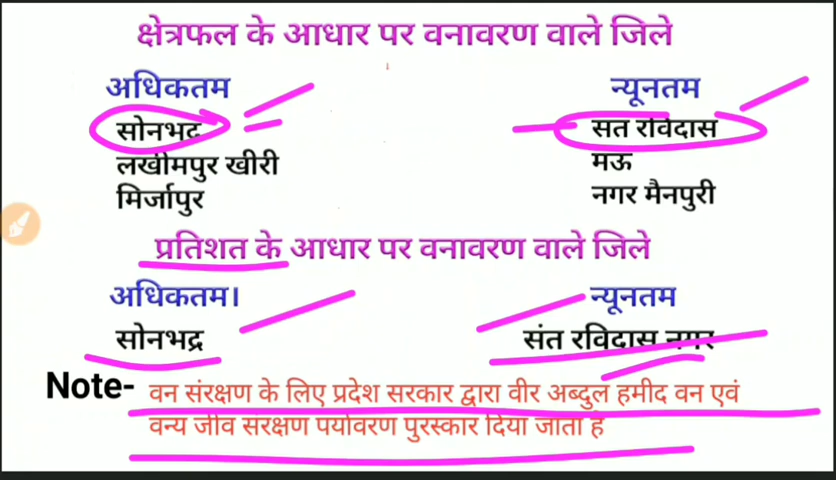 क्षेत्रफल के आधार पर वनावरण वाले जिले
अधिकतम न्यूनतम
सोनभद्र संत रविदास
लखीमपुर खीरी मऊ
मिर्जापुर नगर मैनपुरी
प्रतिशत के आधार पर वनावरण वाले जिले
अधिकतम। न्यूनतम
सोनभद्र संत रविदास नगर
Note- वन संरक्षण के लिए प्रदेश सरकार द्वारा वीर अब्दुल हमीद वन एवं
वन्य जीव संरक्षण पर्यावरण पुरस्कार दिया जाता है